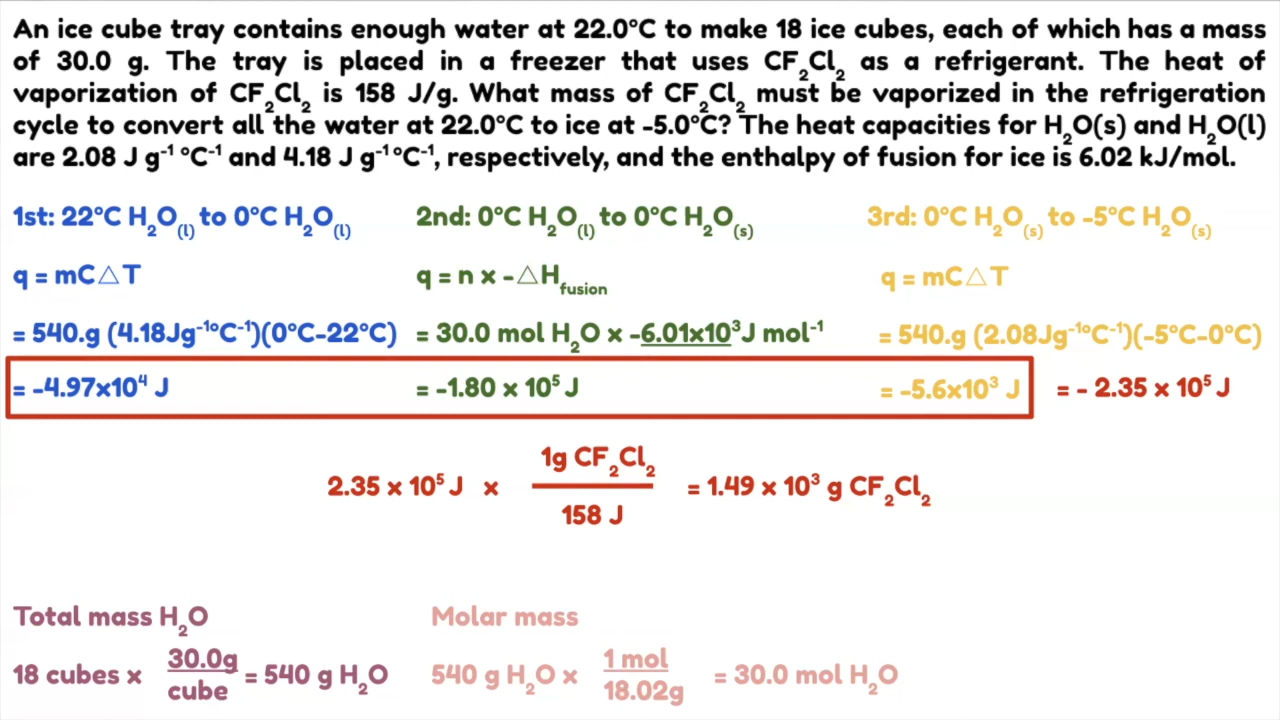 An ice cube tray contains enough water at 22.0°C to make 18 ice cubes, each of which has a mass
of 30.0 g. The tray is placed in a freezer that uses CF₂Cl₂ as a refrigerant. The heat of
vaporization of CF₂Cl₂ is 158 J/g. What mass of CF₂Cl₂ must be vaporized in the refrigeration
cycle to convert all the water at 22.0°C to ice at -5.0°C? The heat capacities for H₂O(s) and H₂O(l)
are 2.08 J g⁻¹ °C⁻¹ and 4.18 J g⁻¹ °C⁻¹, respectively, and the enthalpy of fusion for ice is 6.02 kJ/mol.
1st: 22°C H₂O₍l₎ to 0°C H₂O₍l₎
q = mC△T
= 540.g (4.18Jg⁻¹°C⁻¹)(0°C-22°C)
= -4.97x10⁴ J
2nd: 0°C H₂O₍l₎ to 0°C H₂O₍s₎
q = n x -△H fusion
= 30.0 mol H₂O x -6.01x10³J mol⁻¹
= -1.80 x 10⁵ J
3rd: 0°C H₂O₍s₎ to -5°C H₂O₍s₎
q = mC△T
= 540.g (2.08Jg⁻¹°C⁻¹)(-5°C-0°C)
= -5.6x10³ J
= - 2.35 x 10⁵ J
2.35 x 10⁵ J x
1g CF₂Cl₂
158 J
= 1.49 x 10³ g CF₂Cl₂
Total mass H₂O
18 cubes x
30.0g
cube
= 540 g H₂O
Molar mass
540 g H₂O x
1 mol
18.02g
= 30.0 mol H₂O